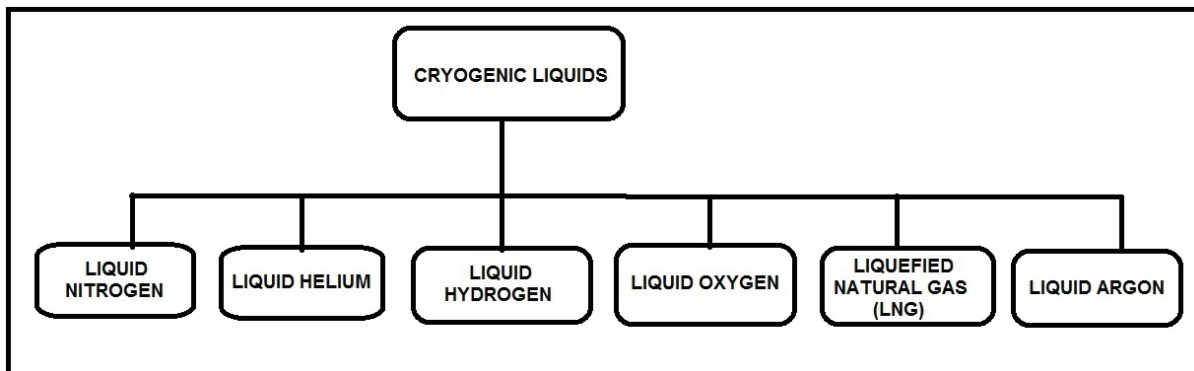 CRYOGENIC LIQUIDS
LIQUID
NITROGEN
LIQUID HELIUM
LIQUID
HYDROGEN
LIQUID OXYGEN
LIQUEFIED
NATURAL GAS
(LNG)
LIQUID ARGON